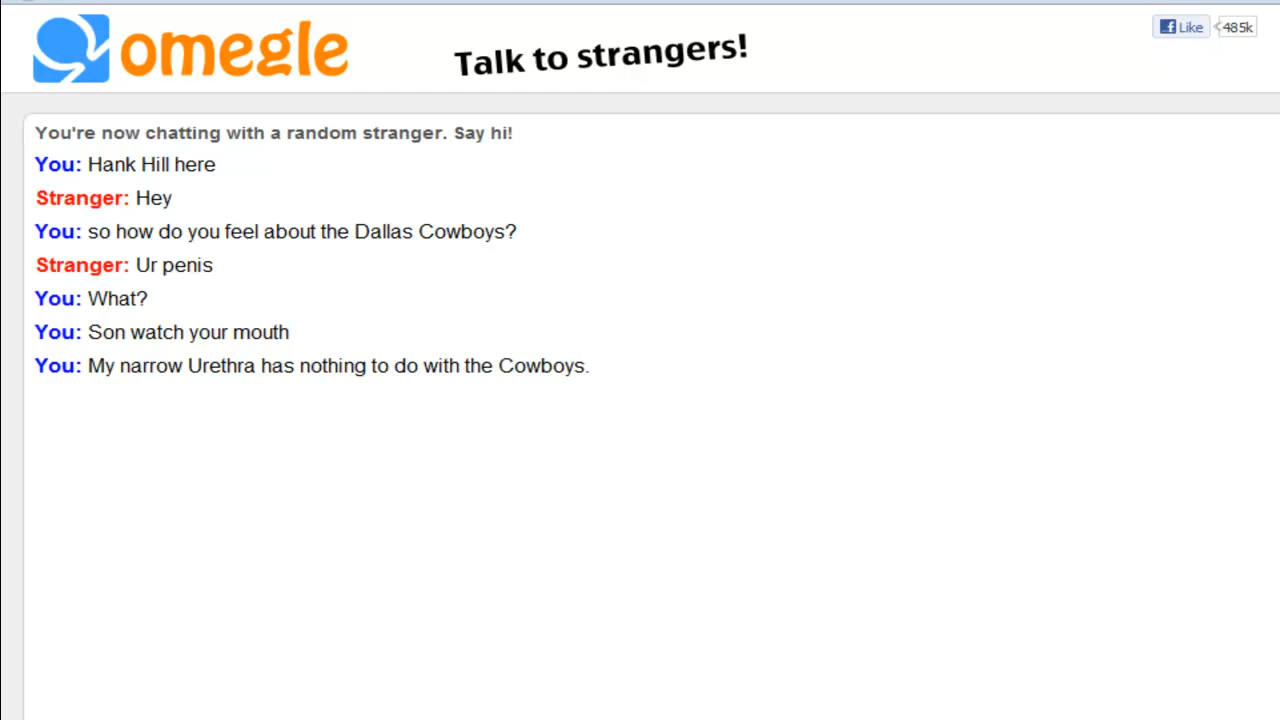 omegle
Talk to strangers!
Like
485k
You're now chatting with a random stranger. Say hi!
You: Hank Hill here
Stranger: Hey
You: so how do you feel about the Dallas Cowboys?
Stranger: Ur penis
You: What?
You: Son watch your mouth
You: My narrow Urethra has nothing to do with the Cowboys.